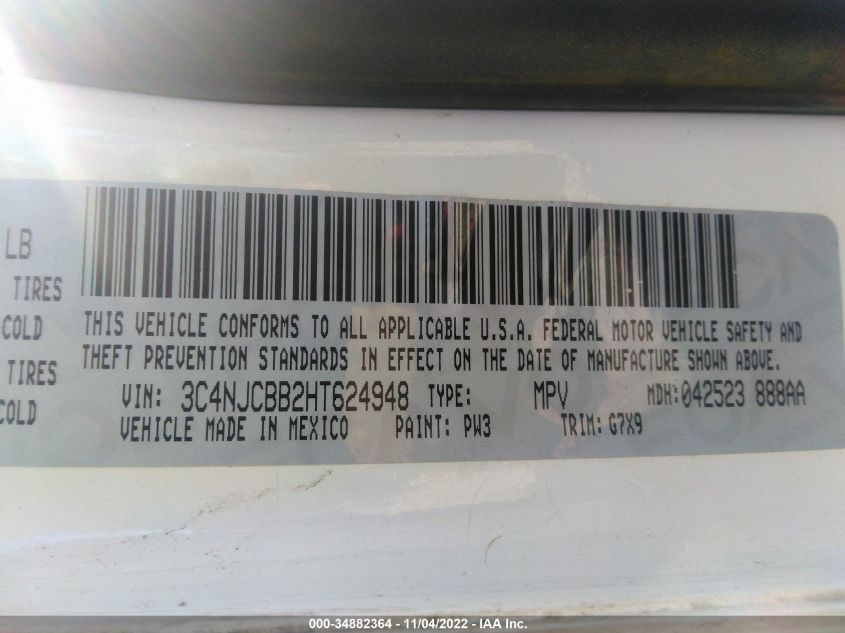 LB
TIRES
COLD
TIRES
COLD
THIS VEHICLE CONFORMS TO ALL APPLICABLE U.S.A. FEDERAL MOTOR VEHICLE SAFETY AND
THEFT PREVENTION STANDARDS IN EFFECT ON THE DATE OF MANUFACTURE SHOWN ABOVE.
VIN: 3C4NJCBB2HT624948 TYPE: MPV MDH:042523 888AA
VEHICLE MADE IN MEXICO PAINT: PW3 TRIM: G7X9
000-34882364 - 11/04/2022 - IAA Inc.